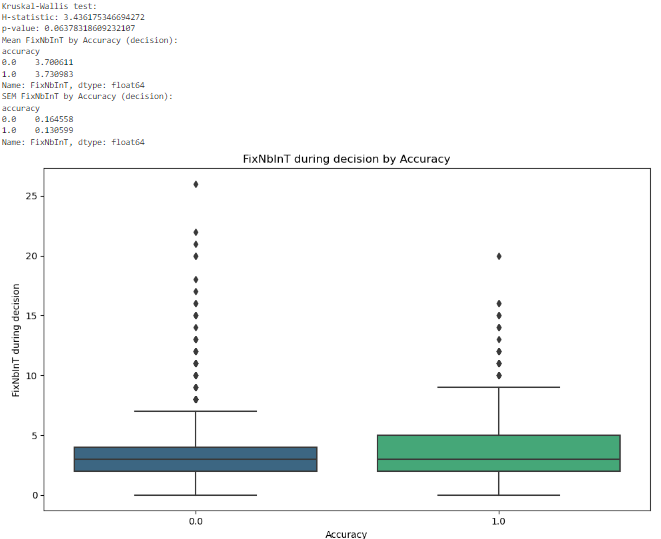 Kruskal-Wallis test:
H-statistic: 3.436175346694272
p-value: 0.06378318609232107
Mean FixNbInT by Accuracy (decision):
accuracy
0.0    3.700611
1.0    3.730983
Name: FixNbInT, dtype: float64
SEM FixNbInT by Accuracy (decision):
accuracy
0.0    0.164558
1.0    0.130599
Name: FixNbInT, dtype: float64
FixNbInT during decision by Accuracy
25
20
15
10
5
0
FixNbInT during decision
0.0 1.0
Accuracy